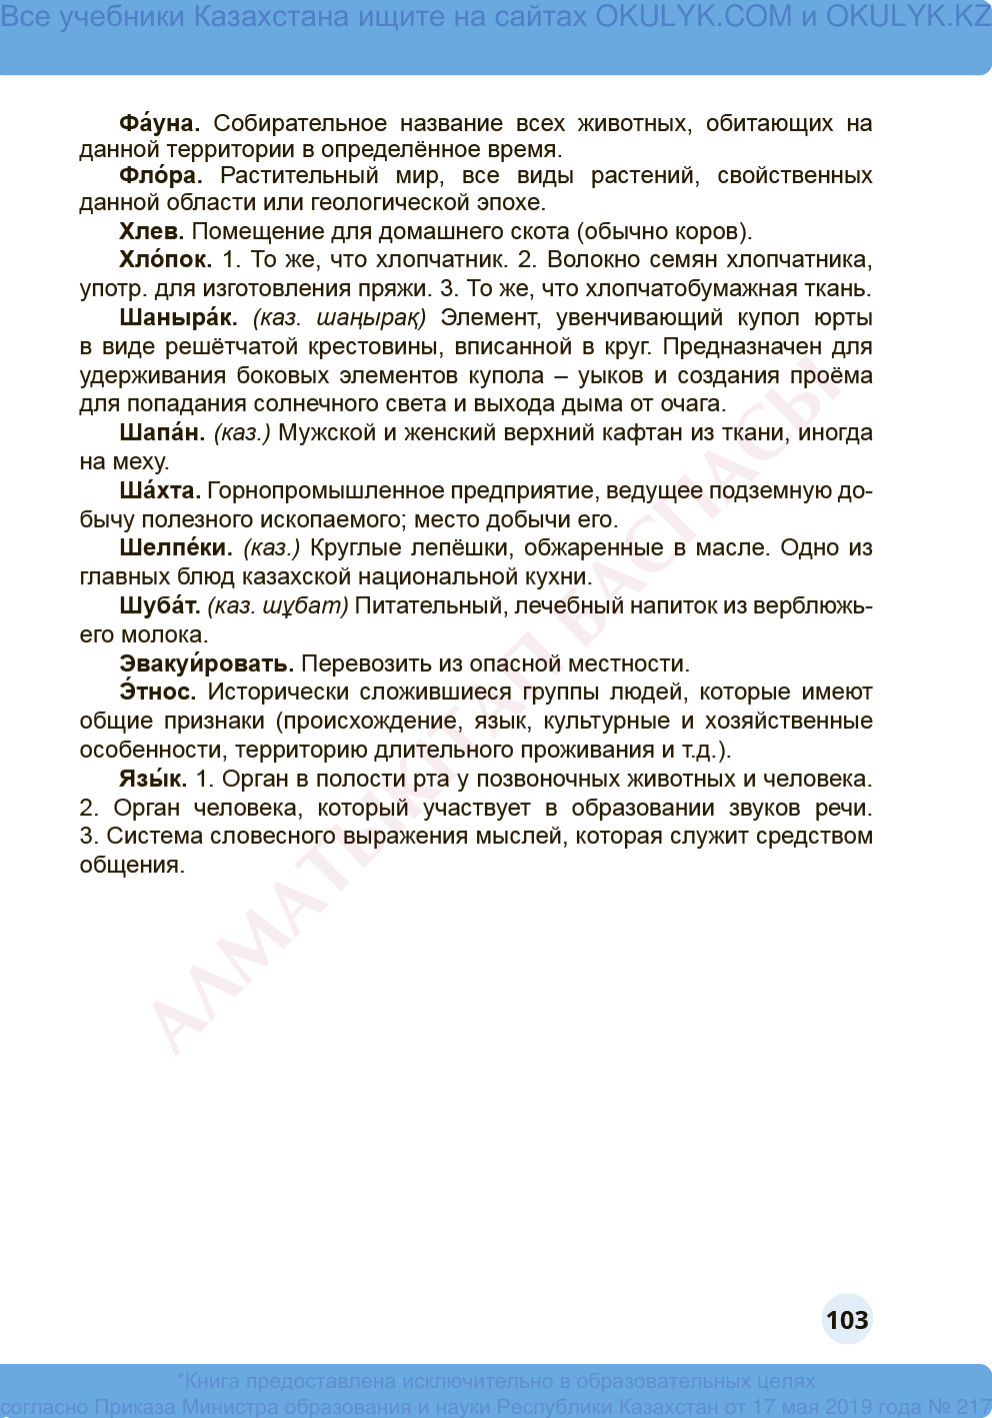 Все учебники Казахстана ищите на сайтах OKULYK.COM и OKULYK.KZ
Фа́уна. Собирательное название всех животных, обитающих на
данной территории в определённое время.
Фло́ра. Растительный мир, все виды растений, свойственных
данной области или геологической эпохе.
Хлев. Помещение для домашнего скота (обычно коров).
Хло́пок. 1. То же, что хлопчатник. 2. Волокно семян хлопчатника,
употр. для изготовления пряжи. 3. То же, что хлопчатобумажная ткань.
Шаныра́к. (каз. шаңырақ) Элемент, увенчивающий купол юрты
в виде решётчатой крестовины, вписанной в круг. Предназначен для
удерживания боковых элементов купола – уыков и создания проёма
для попадания солнечного света и выхода дыма от очага.
Шапа́н. (каз.) Мужской и женский верхний кафтан из ткани, иногда
на меху.
Ша́хта. Горнопромышленное предприятие, ведущее подземную до-
бычу полезного ископаемого; место добычи его.
Шелпе́ки. (каз.) Круглые лепёшки, обжаренные в масле. Одно из
главных блюд казахской национальной кухни.
Шуба́т. (каз. шұбат) Питательный, лечебный напиток из верблюжь-
его молока.
Эвакуи́ровать. Перевозить из опасной местности.
Э́тнос. Исторически сложившиеся группы людей, которые имеют
общие признаки (происхождение, язык, культурные и хозяйственные
особенности, территорию длительного проживания и т.д.).
Язы́к. 1. Орган в полости рта у позвоночных животных и человека.
2. Орган человека, который участвует в образовании звуков речи.
3. Система словесного выражения мыслей, которая служит средством
общения.
АЛМАТЫКІТАП БАСПАСЫ
103
*Книга предоставлена исключительно в образовательных целях
согласно Приказа Министра образования и науки Республики Казахстан от 17 мая 2019 года № 217